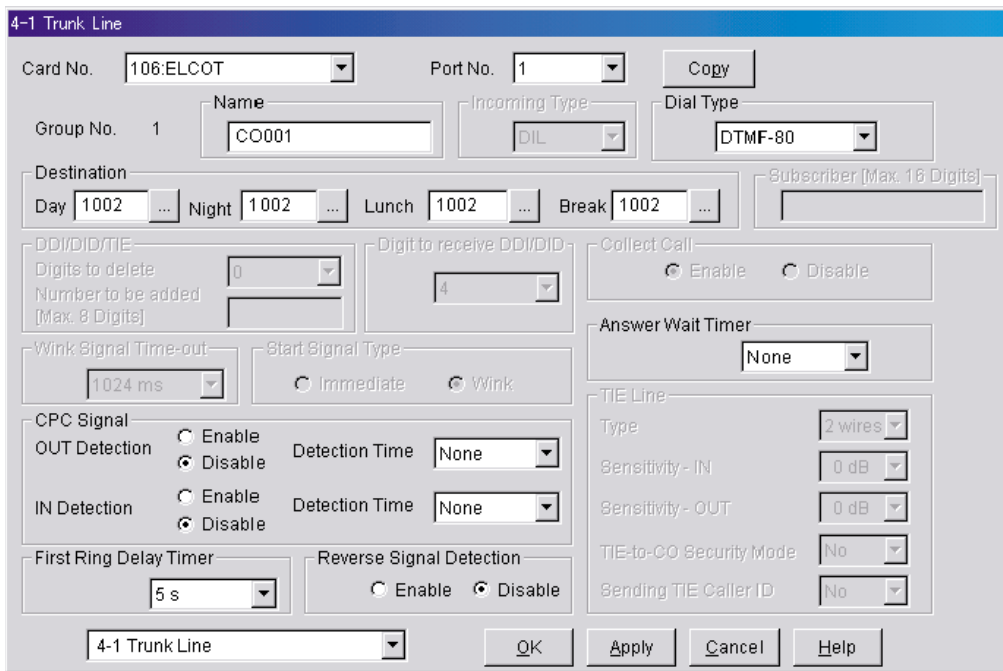 4-1 Trunk Line
Card No. 106:ELCOT Port No. 1 Copy
Name Incoming Type Dial Type
Group No. 1 CO001 DIL DTMF-80
Destination Subscriber [Max. 16 Digits]
Day 1002 ... Night 1002 ... Lunch 1002 ... Break 1002 ...
DDI/DID/TIE Digit to receive DDI/DID Collect Call
Digits to delete 0 4 Enable Disable
Number to be added
[Max. 8 Digits]
Answer Wait Timer
None
Wink Signal Time-out Start Signal Type
1024 ms Immediate Wink
TIE Line
Type 2 wires
Sensitivity - IN 0 dB
Sensitivity - OUT 0 dB
TIE-to-CO Security Mode No
Sending TIE Caller ID No
CPC Signal
OUT Detection Enable Disable Detection Time None
IN Detection Enable Disable Detection Time None
First Ring Delay Timer Reverse Signal Detection
5 s Enable Disable
4-1 Trunk Line OK Apply Cancel Help